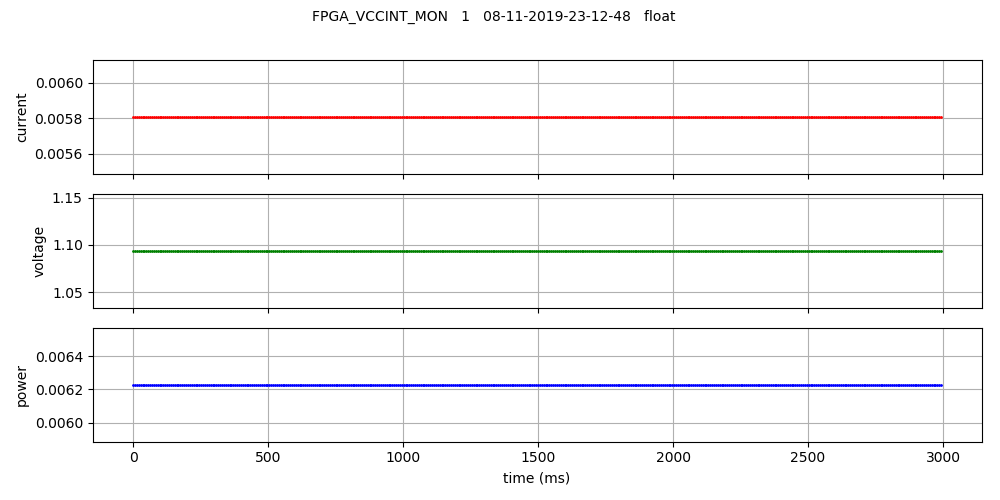 FPGA_VCCINT_MON 1 08-11-2019-23-12-48 float
0.0060
0.0058
0.0056
current
1.15
1.10
1.05
voltage
0.0064
0.0062
0.0060
power
0 500 1000 1500 2000 2500 3000
time (ms)